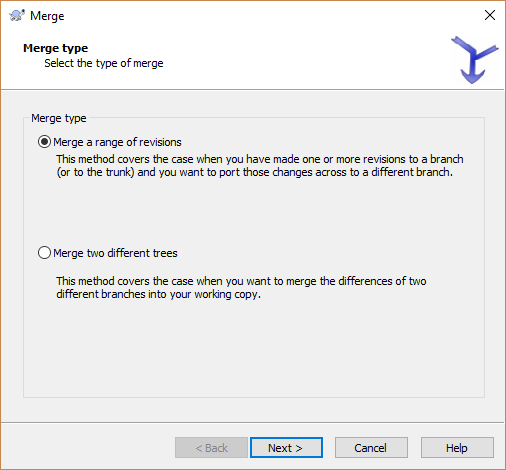 Merge
Merge type
Select the type of merge
Merge type
Merge a range of revisions
This method covers the case when you have made one or more revisions to a branch
(or to the trunk) and you want to port those changes across to a different branch.
Merge two different trees
This method covers the case when you want to merge the differences of two
different branches into your working copy.
< Back Next > Cancel Help